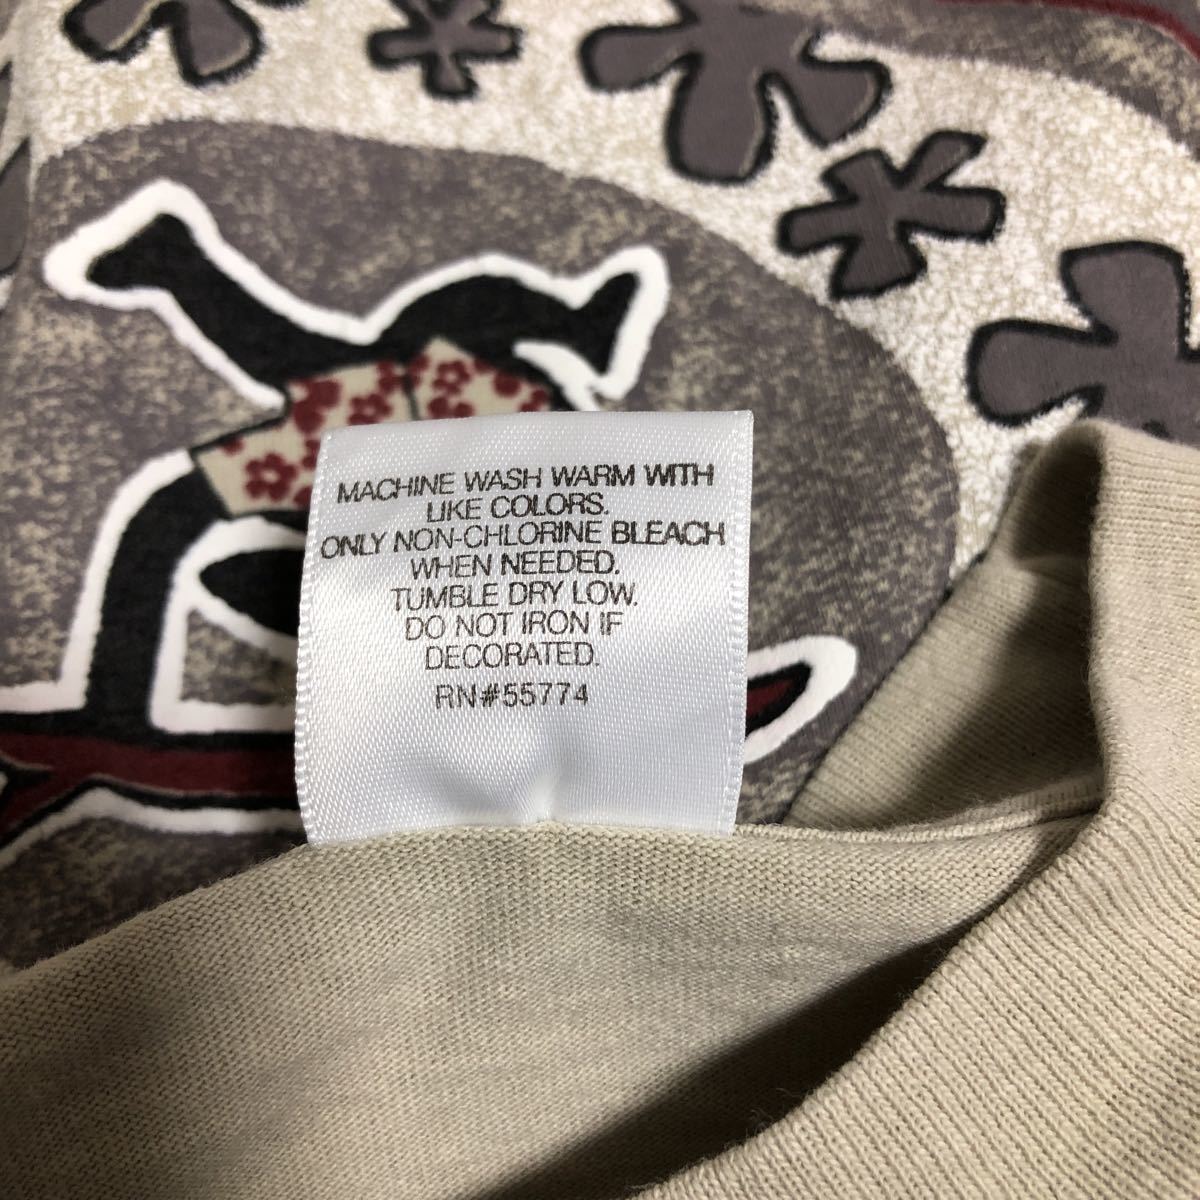 MACHINE WASH WARM WITH
LIKE COLORS.
ONLY NON-CHLORINE BLEACH
WHEN NEEDED.
TUMBLE DRY LOW.
DO NOT IRON IF
DECORATED.
RN#55774